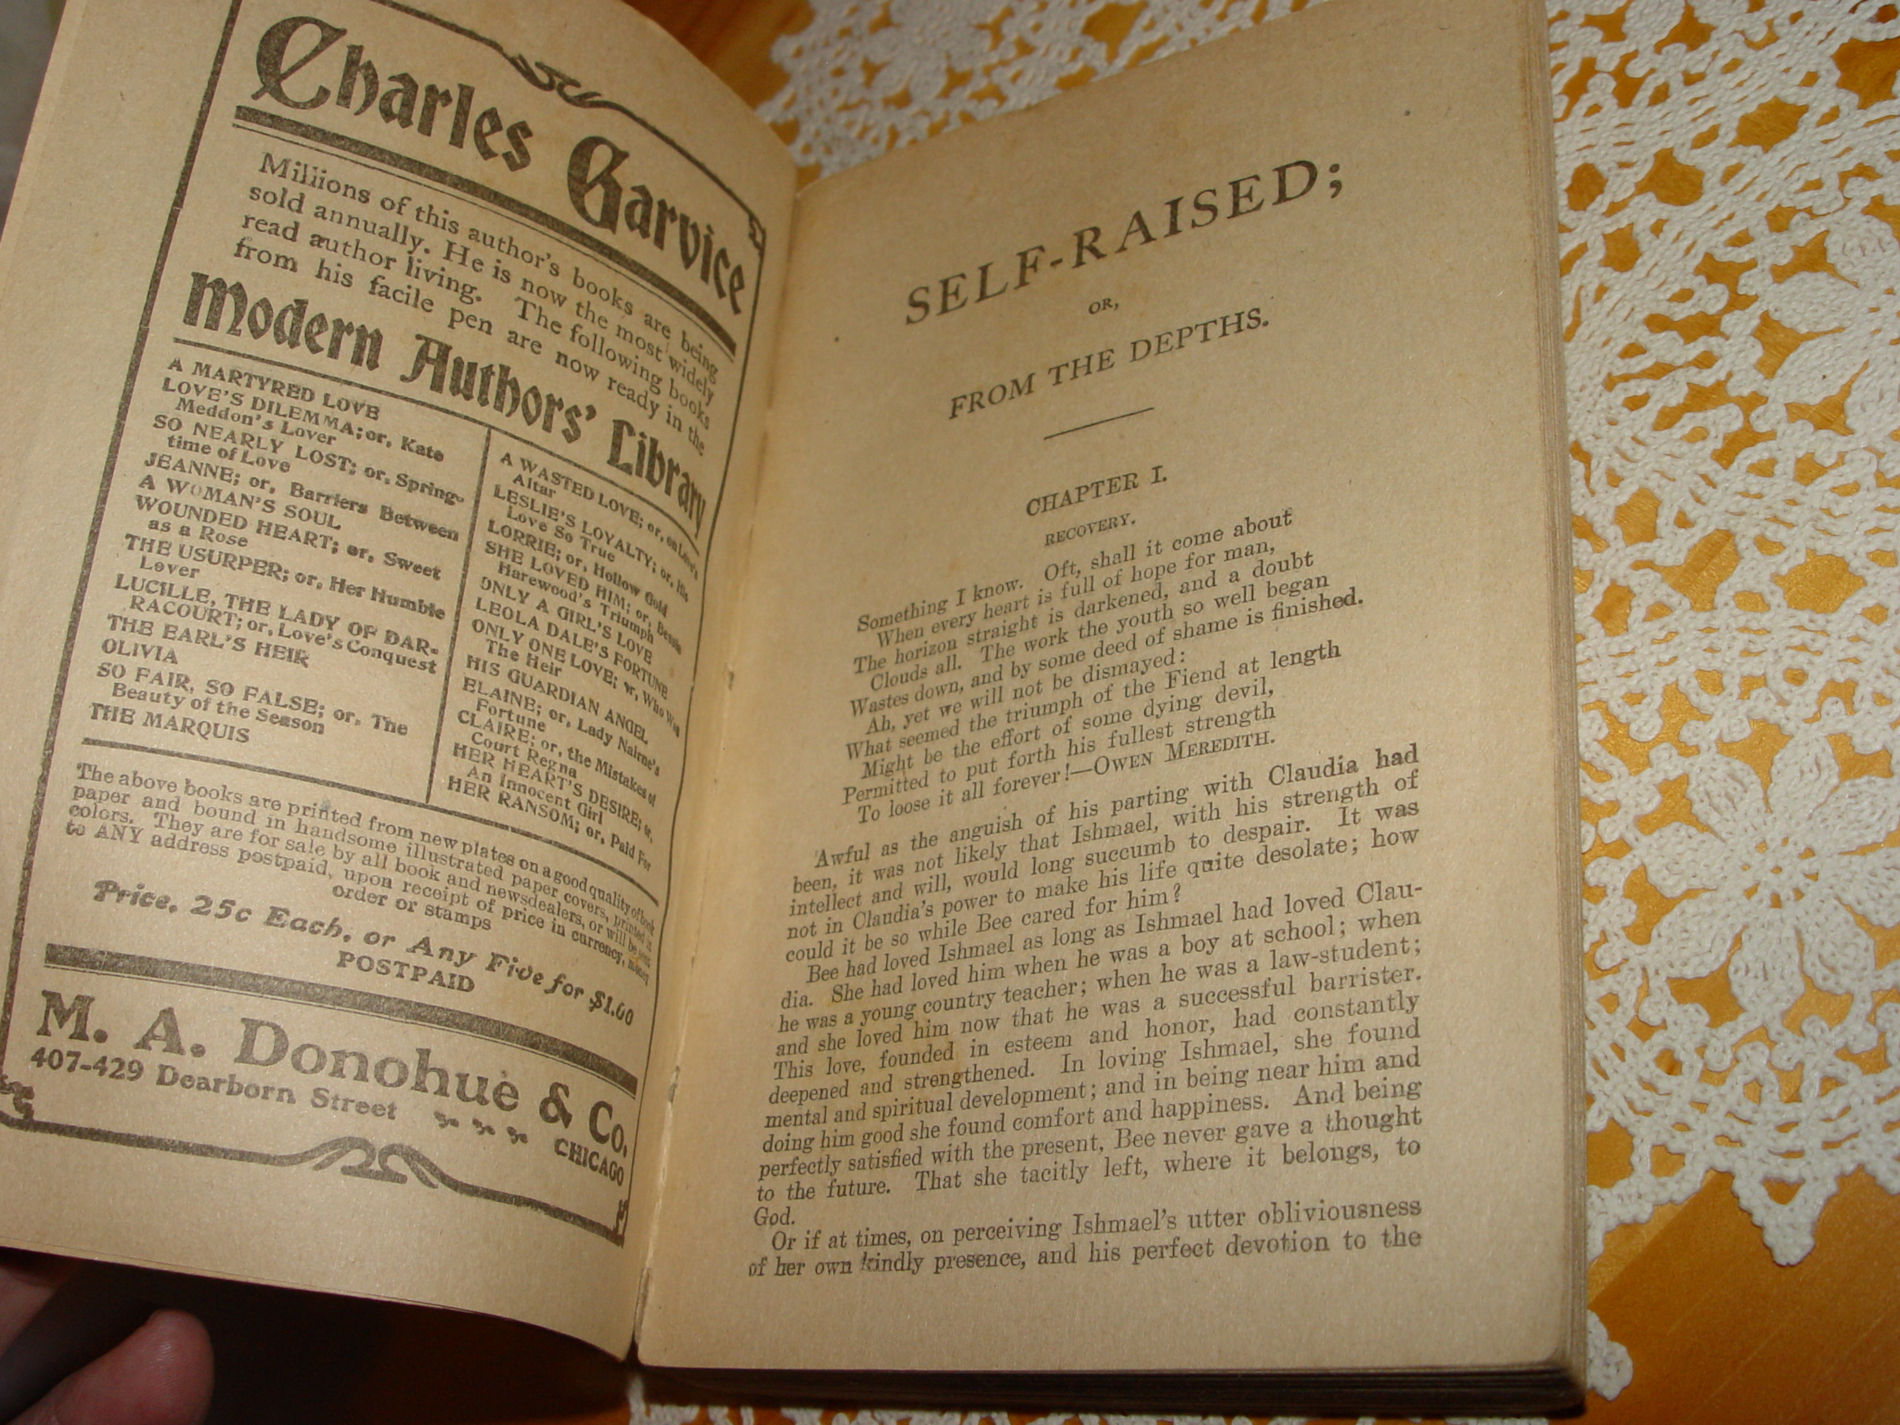 Charles Garvice
Millions of this author's books are being
sold annually. He is now the most widely
read author living. The following books
from his facile pen are now ready in the
Modern Authors' Library
A MARTYRED LOVE
LOVE'S DILEMMA; or, Kate
Meddon's Lover
SO NEARLY LOST; or, Spring-
time of Love
JEANNE; or, Barriers Between
A WOMAN'S SOUL
WOUNDED HEART; or, Sweet
as a Rose
THE USURPER; or, Her Humble
Lover
LUCILLE, THE LADY OF DAR-
RACOURT; or, Love's Conquest
THE EARL'S HEIR
OLIVIA
SO FAIR, SO FALSE; or, The
Beauty of the Season
THE MARQUIS
A WASTED LOVE; or, on Love's
Altar
LESLIE'S LOYALTY; or, His
Love So True
LORRIE; or, Hollow Gold
SHE LOVED HIM; or, Bessie
Harewood's Triumph
ONLY A GIRL'S LOVE
LEOLA DALE'S FORTUNE
ONLY ONE LOVE; or, Who Was
The Heir
HIS GUARDIAN ANGEL
ELAINE; or, Lady Nairne's
Fortune
CLAIRE; or, the Mistakes of
Court Regna
HER HEART'S DESIRE; or,
An Innocent Girl
HER RANSOM; or, Paid For
The above books are printed from new plates on a good quality of book
paper and bound in handsome illustrated paper covers, printed in
colors. They are for sale by all book and newsdealers, or will be sent
to ANY address postpaid, upon receipt of price in currency, money
order or stamps
Price, 25c Each, or Any Five for $1.00
POSTPAID
M. A. Donohue & Co.
407-429 Dearborn Street
CHICAGO
SELF-RAISED;
OR,
FROM THE DEPTHS.
CHAPTER I.
RECOVERY.
Something I know. Oft, shall it come about
When every heart is full of hope for man,
The horizon straight is darkened, and a doubt
Clouds all. The work the youth so well began
Wastes down, and by some deed of shame is finished.
Ah, yet we will not be dismayed:
What seemed the triumph of the Fiend at length
Might be the effort of some dying devil,
Permitted to put forth his fullest strength
To loose it all forever!—OWEN MEREDITH.
Awful as the anguish of his parting with Claudia had
been, it was not likely that Ishmael, with his strength of
intellect and will, would long succumb to despair. It was
not in Claudia's power to make his life quite desolate; how
could it be so while Bee cared for him?
Bee had loved Ishmael as long as Ishmael had loved Clau-
dia. She had loved him when he was a boy at school; when
he was a young country teacher; when he was a law-student;
and she loved him now that he was a successful barrister.
This love, founded in esteem and honor, had constantly
deepened and strengthened. In loving Ishmael, she found
mental and spiritual development; and in being near him and
doing him good she found comfort and happiness. And being
perfectly satisfied with the present, Bee never gave a thought
to the future. That she tacitly left, where it belongs, to
God.
Or if at times, on perceiving Ishmael's utter obliviousness
of her own kindly presence, and his perfect devotion to the